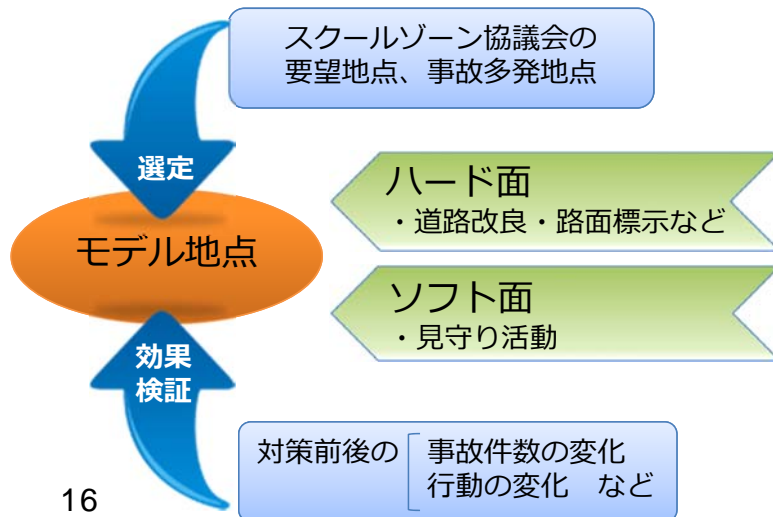 スクールゾーン協議会の
要望地点、事故多発地点
選定
モデル地点
ハード面
・道路改良・路面標示など
ソフト面
・見守り活動
効果
検証
対策前後の 事故件数の変化
行動の変化　など
16